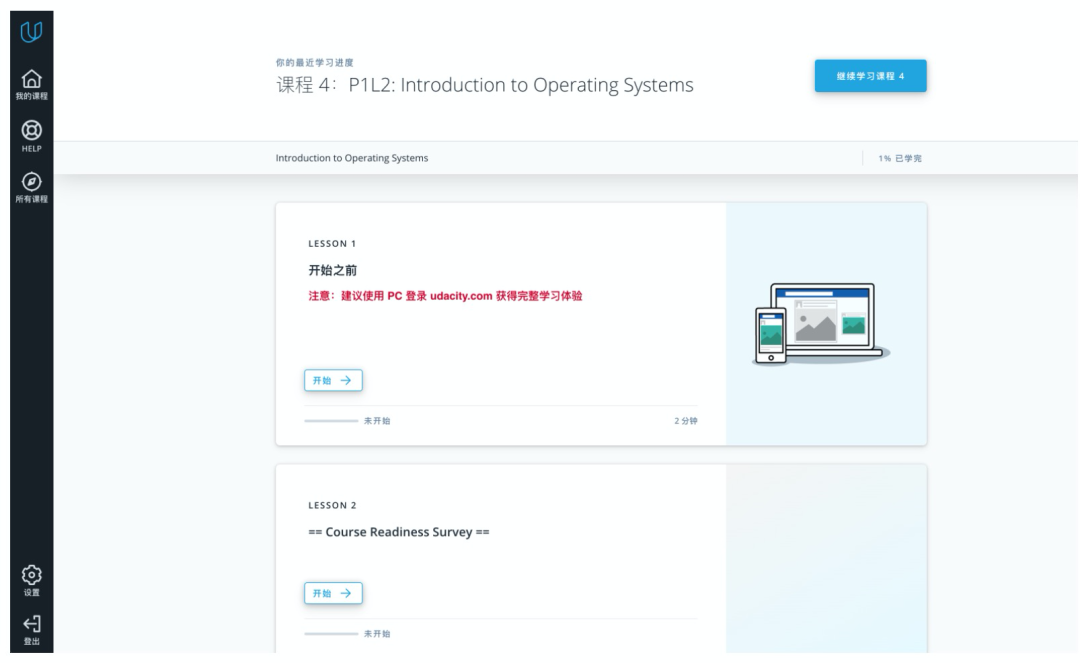 我的课程
HELP
所有课程
设置
登出
你的最近学习进度
课程 4：P1L2: Introduction to Operating Systems
继续学习课程 4
Introduction to Operating Systems
1% 已学完
LESSON 1
开始之前
注意：建议使用 PC 登录 udacity.com 获得完整学习体验
开始
未开始
2 分钟
LESSON 2
== Course Readiness Survey ==
开始
未开始